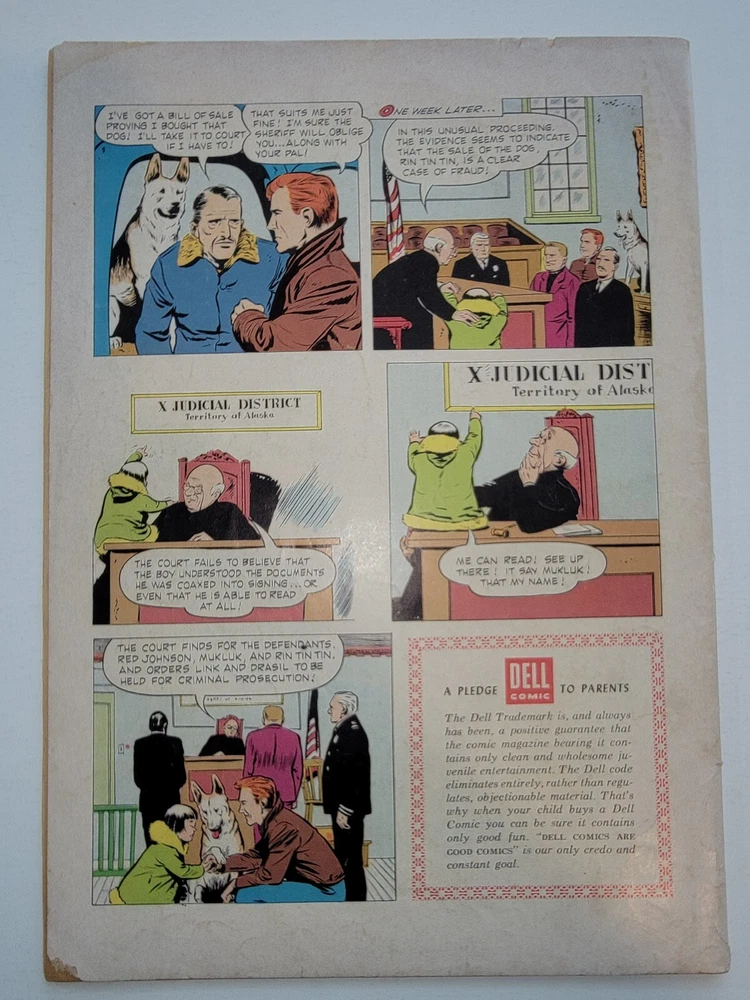 I'VE GOT A BILL OF SALE
PROVING I BOUGHT THAT
DOG! I'LL TAKE IT TO COURT
IF I HAVE TO!
THAT SUITS ME JUST
FINE! I'M SURE THE
SHERIFF WILL OBLIGE
YOU...ALONG WITH
YOUR PAL!
ONE WEEK LATER...
IN THIS UNUSUAL PROCEEDING,
THE EVIDENCE SEEMS TO INDICATE
THAT THE SALE OF THE DOG,
RIN TIN TIN, IS A CLEAR
CASE OF FRAUD!
X JUDICIAL DISTRICT
Territory of Alaska
THE COURT FAILS TO BELIEVE THAT
THE BOY UNDERSTOOD THE DOCUMENTS
HE WAS COAXED INTO SIGNING...OR
EVEN THAT HE IS ABLE TO READ
AT ALL!
X JUDICIAL DIST
Territory of Alaska
ME CAN READ! SEE UP
THERE! IT SAY MUKLUK!
THAT MY NAME!
THE COURT FINDS FOR THE DEFENDANTS,
RED JOHNSON, MUKLUK, AND RIN TIN TIN,
AND ORDERS LINK AND DRASIL TO BE
HELD FOR CRIMINAL PROSECUTION!
A PLEDGE DELL COMIC TO PARENTS
The Dell Trademark is, and always
has been, a positive guarantee that
the comic magazine bearing it con-
tains only clean and wholesome ju-
venile entertainment. The Dell code
eliminates entirely, rather than regu-
lates, objectionable material. That's
why when your child buys a Dell
Comic you can be sure it contains
only good fun. "DELL COMICS ARE
GOOD COMICS" is our only credo and
constant goal.